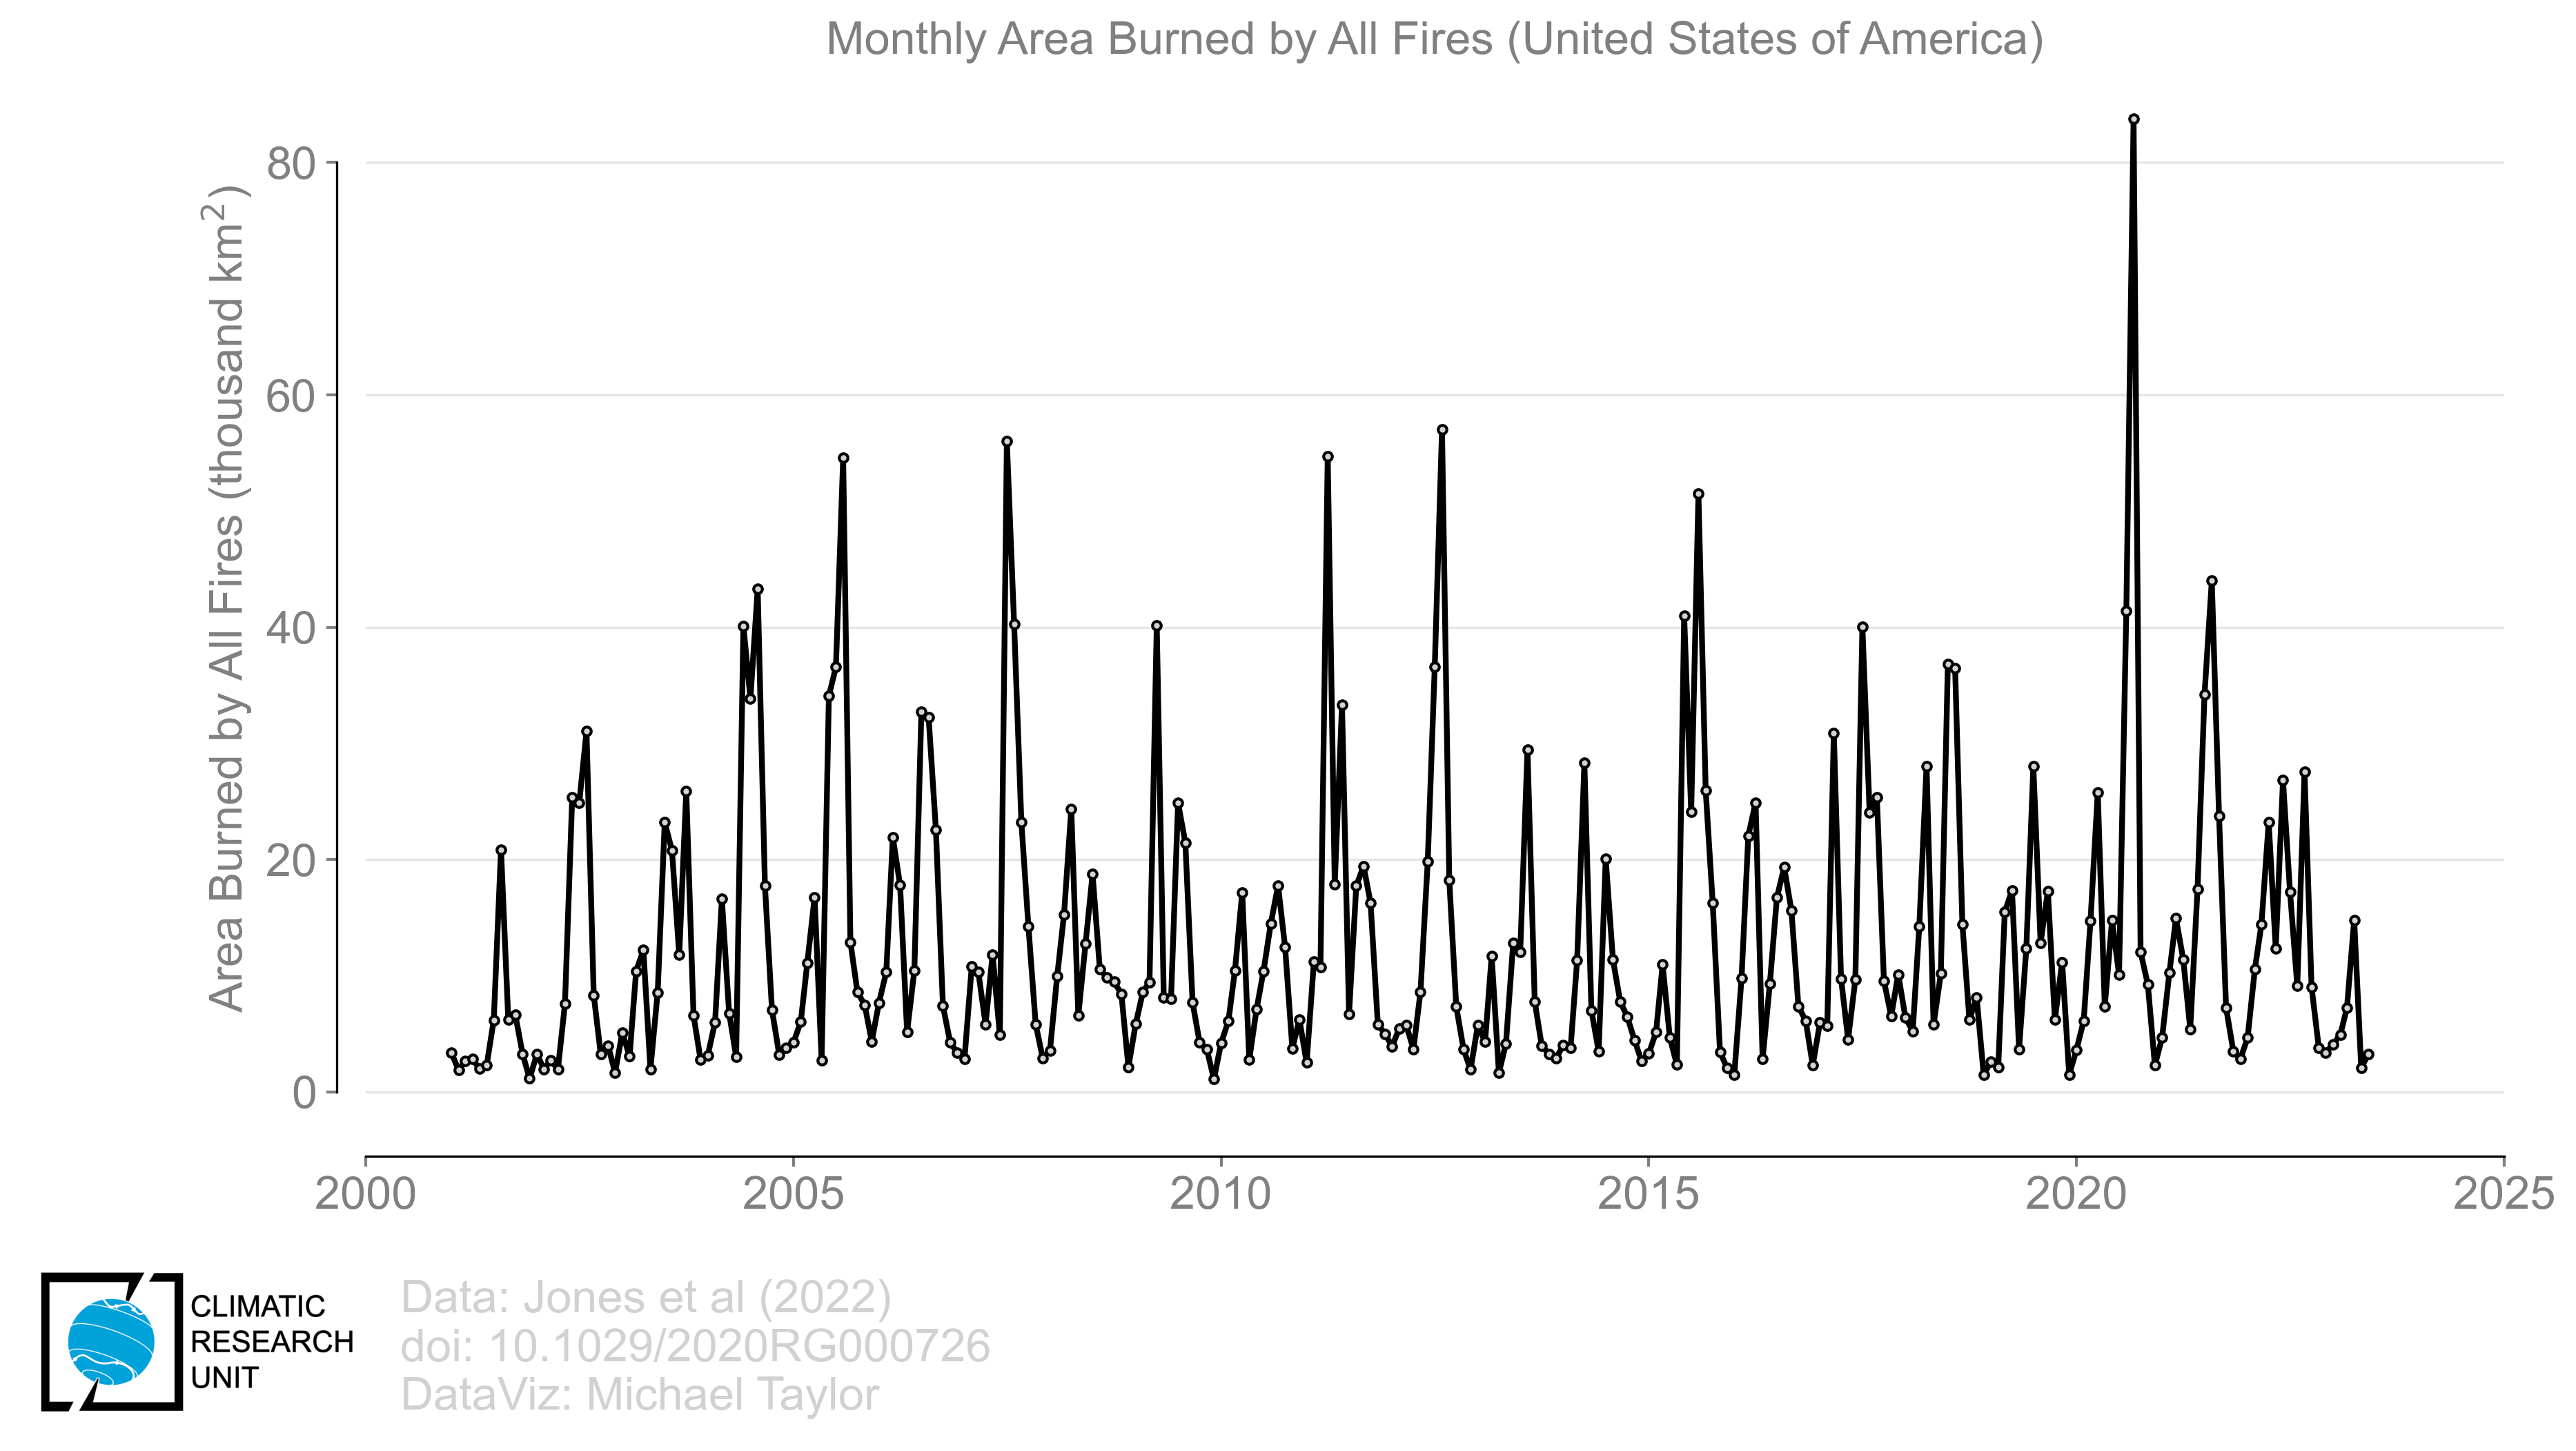 Monthly Area Burned by All Fires (United States of America)
Area Burned by All Fires (thousand km²)
80
60
40
20
0
2000 2005 2010 2015 2020 2025
CLIMATIC
RESEARCH
UNIT
Data: Jones et al (2022)
doi: 10.1029/2020RG000726
DataViz: Michael Taylor